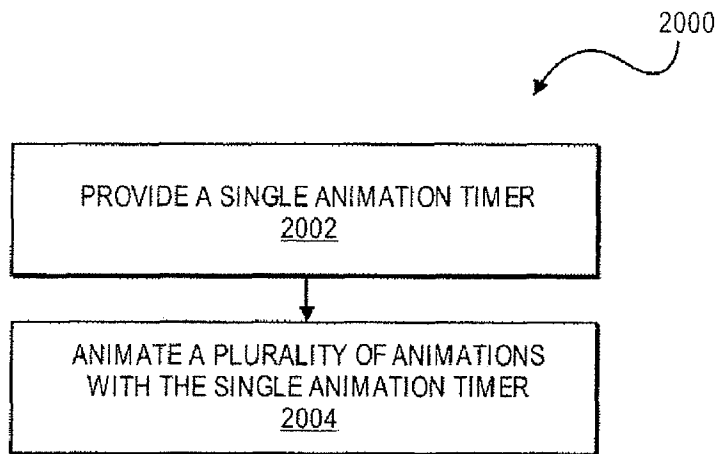 2000
PROVIDE A SINGLE ANIMATION TIMER
2002
ANIMATE A PLURALITY OF ANIMATIONS
WITH THE SINGLE ANIMATION TIMER
2004